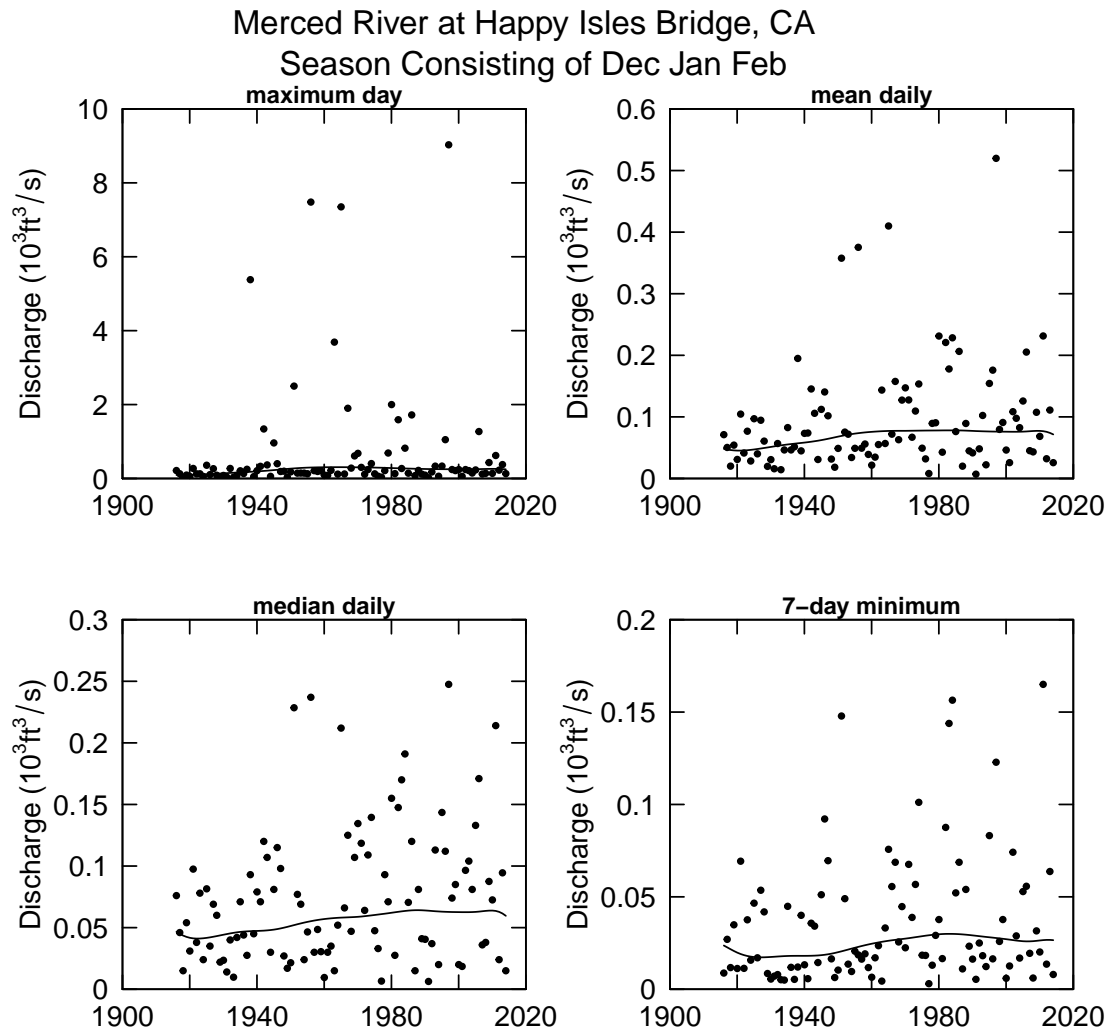 Merced River at Happy Isles Bridge, CA
Season Consisting of Dec Jan Feb
maximum day
Discharge (10³ft³/s)
10
8
6
4
2
0
1900 1940 1980 2020
mean daily
Discharge (10³ft³/s)
0.6
0.5
0.4
0.3
0.2
0.1
0
1900 1940 1980 2020
median daily
Discharge (10³ft³/s)
0.3
0.25
0.2
0.15
0.1
0.05
0
1900 1940 1980 2020
7−day minimum
Discharge (10³ft³/s)
0.2
0.15
0.1
0.05
0
1900 1940 1980 2020